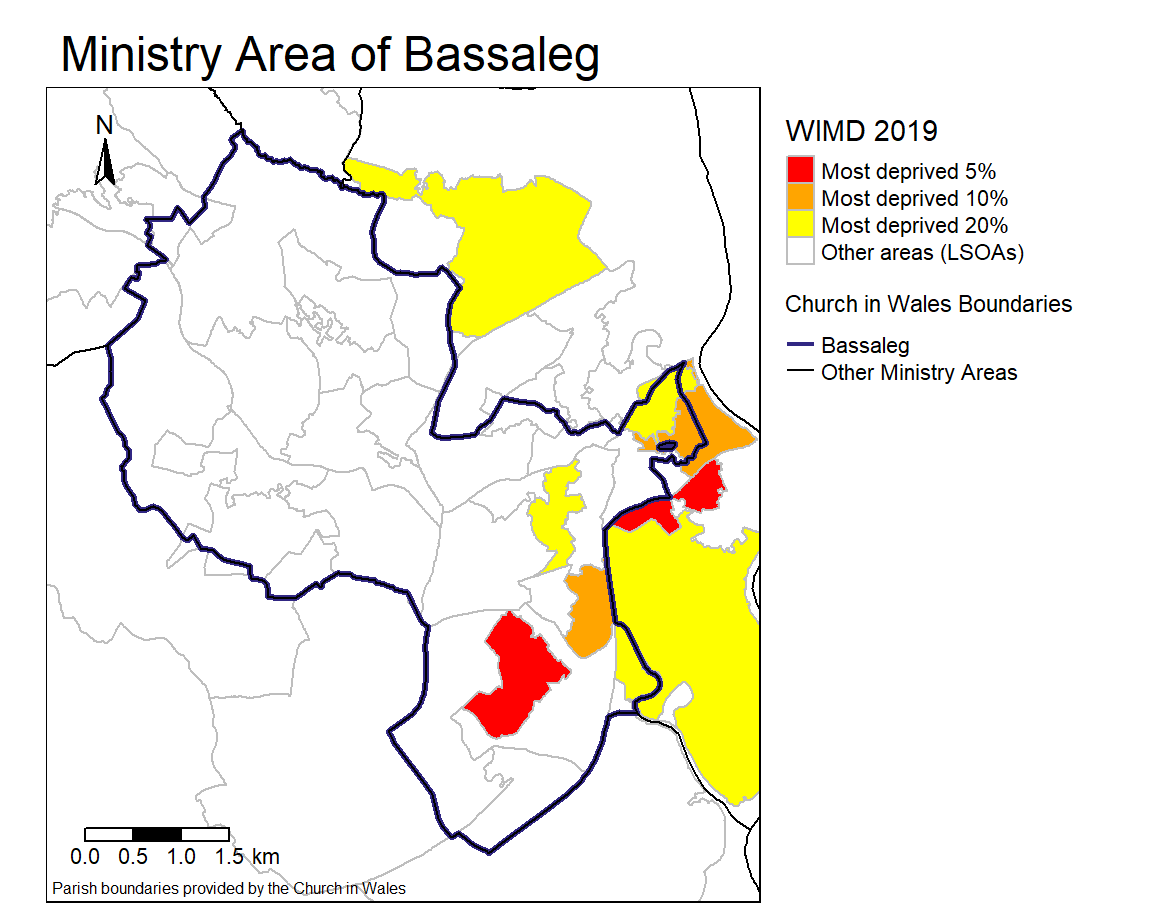 Ministry Area of Bassaleg
N
WIMD 2019
Most deprived 5%
Most deprived 10%
Most deprived 20%
Other areas (LSOAs)
Church in Wales Boundaries
Bassaleg
Other Ministry Areas
0.0 0.5 1.0 1.5 km
Parish boundaries provided by the Church in Wales